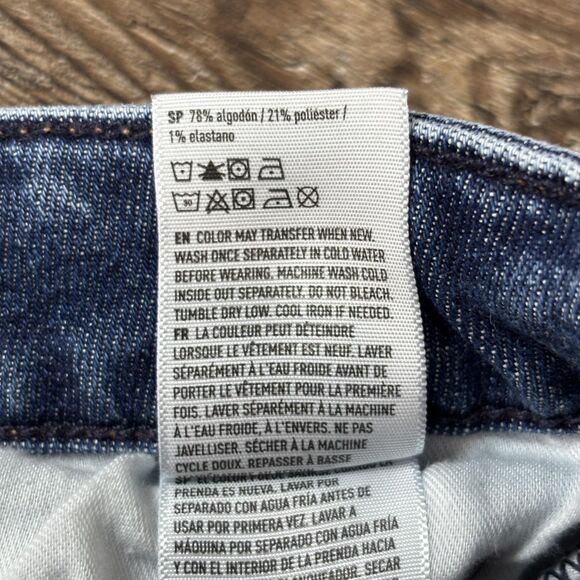 SP 78% algodón / 21% poliéster /
1% elastano
30
EN COLOR MAY TRANSFER WHEN NEW.
WASH ONCE SEPARATELY IN COLD WATER
BEFORE WEARING. MACHINE WASH COLD
INSIDE OUT SEPARATELY. DO NOT BLEACH.
TUMBLE DRY LOW. COOL IRON IF NEEDED.
FR LA COULEUR PEUT DÉTEINDRE
LORSQUE LE VÊTEMENT EST NEUF. LAVER
SÉPARÉMENT À L'EAU FROIDE AVANT DE
PORTER LE VÊTEMENT POUR LA PREMIÈRE
FOIS. LAVER SÉPARÉMENT À LA MACHINE
À L'EAU FROIDE, À L'ENVERS. NE PAS
JAVELLISER. SÉCHER À LA MACHINE
CYCLE DOUX. REPASSER À BASSE
PRENDA ES NUEVA. LAVAR POR
SEPARADO CON AGUA FRÍA ANTES DE
USAR POR PRIMERA VEZ. LAVAR A
MÁQUINA POR SEPARADO CON AGUA FRÍA
Y CON EL INTERIOR DE LA PRENDA HACIA
BLANQUEADOR. SECAR